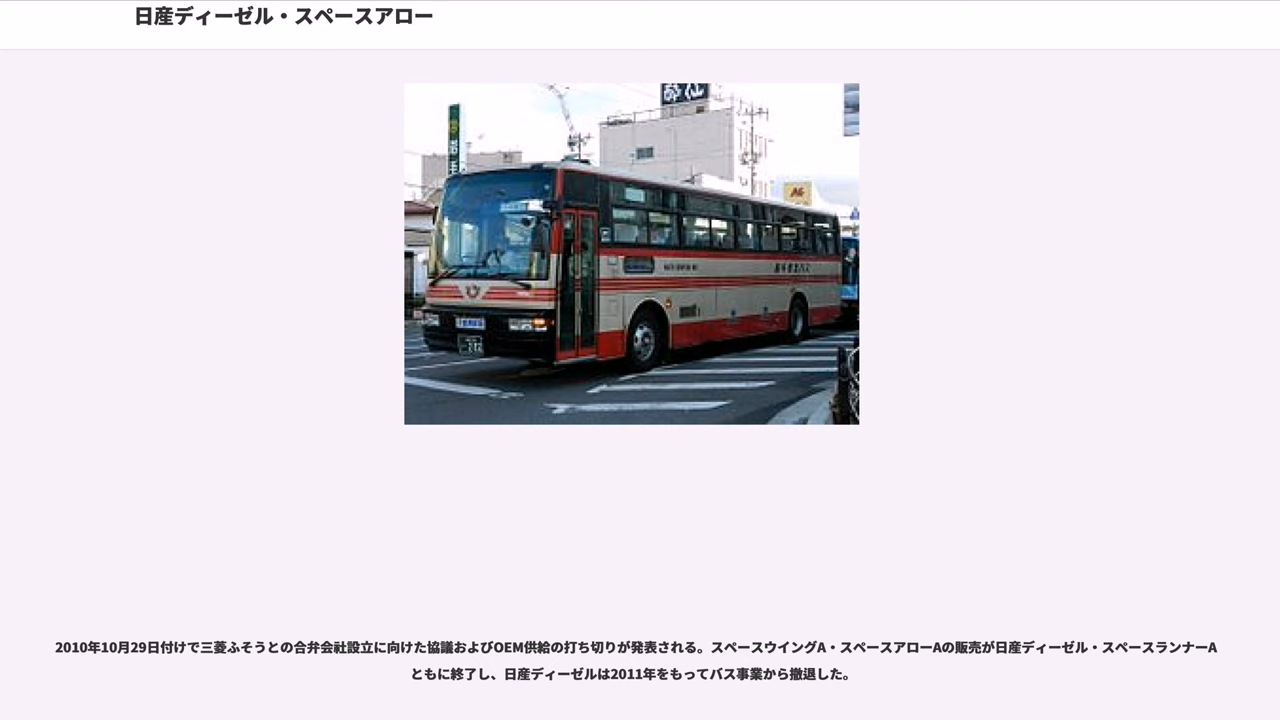 日産ディーゼル・スペースアロー
2010年10月29日付けで三菱ふそうとの合弁会社設立に向けた協議およびOEM供給の打ち切りが発表される。スペースウイングA・スペースアローAの販売が日産ディーゼル・スペースランナーA
ともに終了し、日産ディーゼルは2011年をもってバス事業から撤退した。